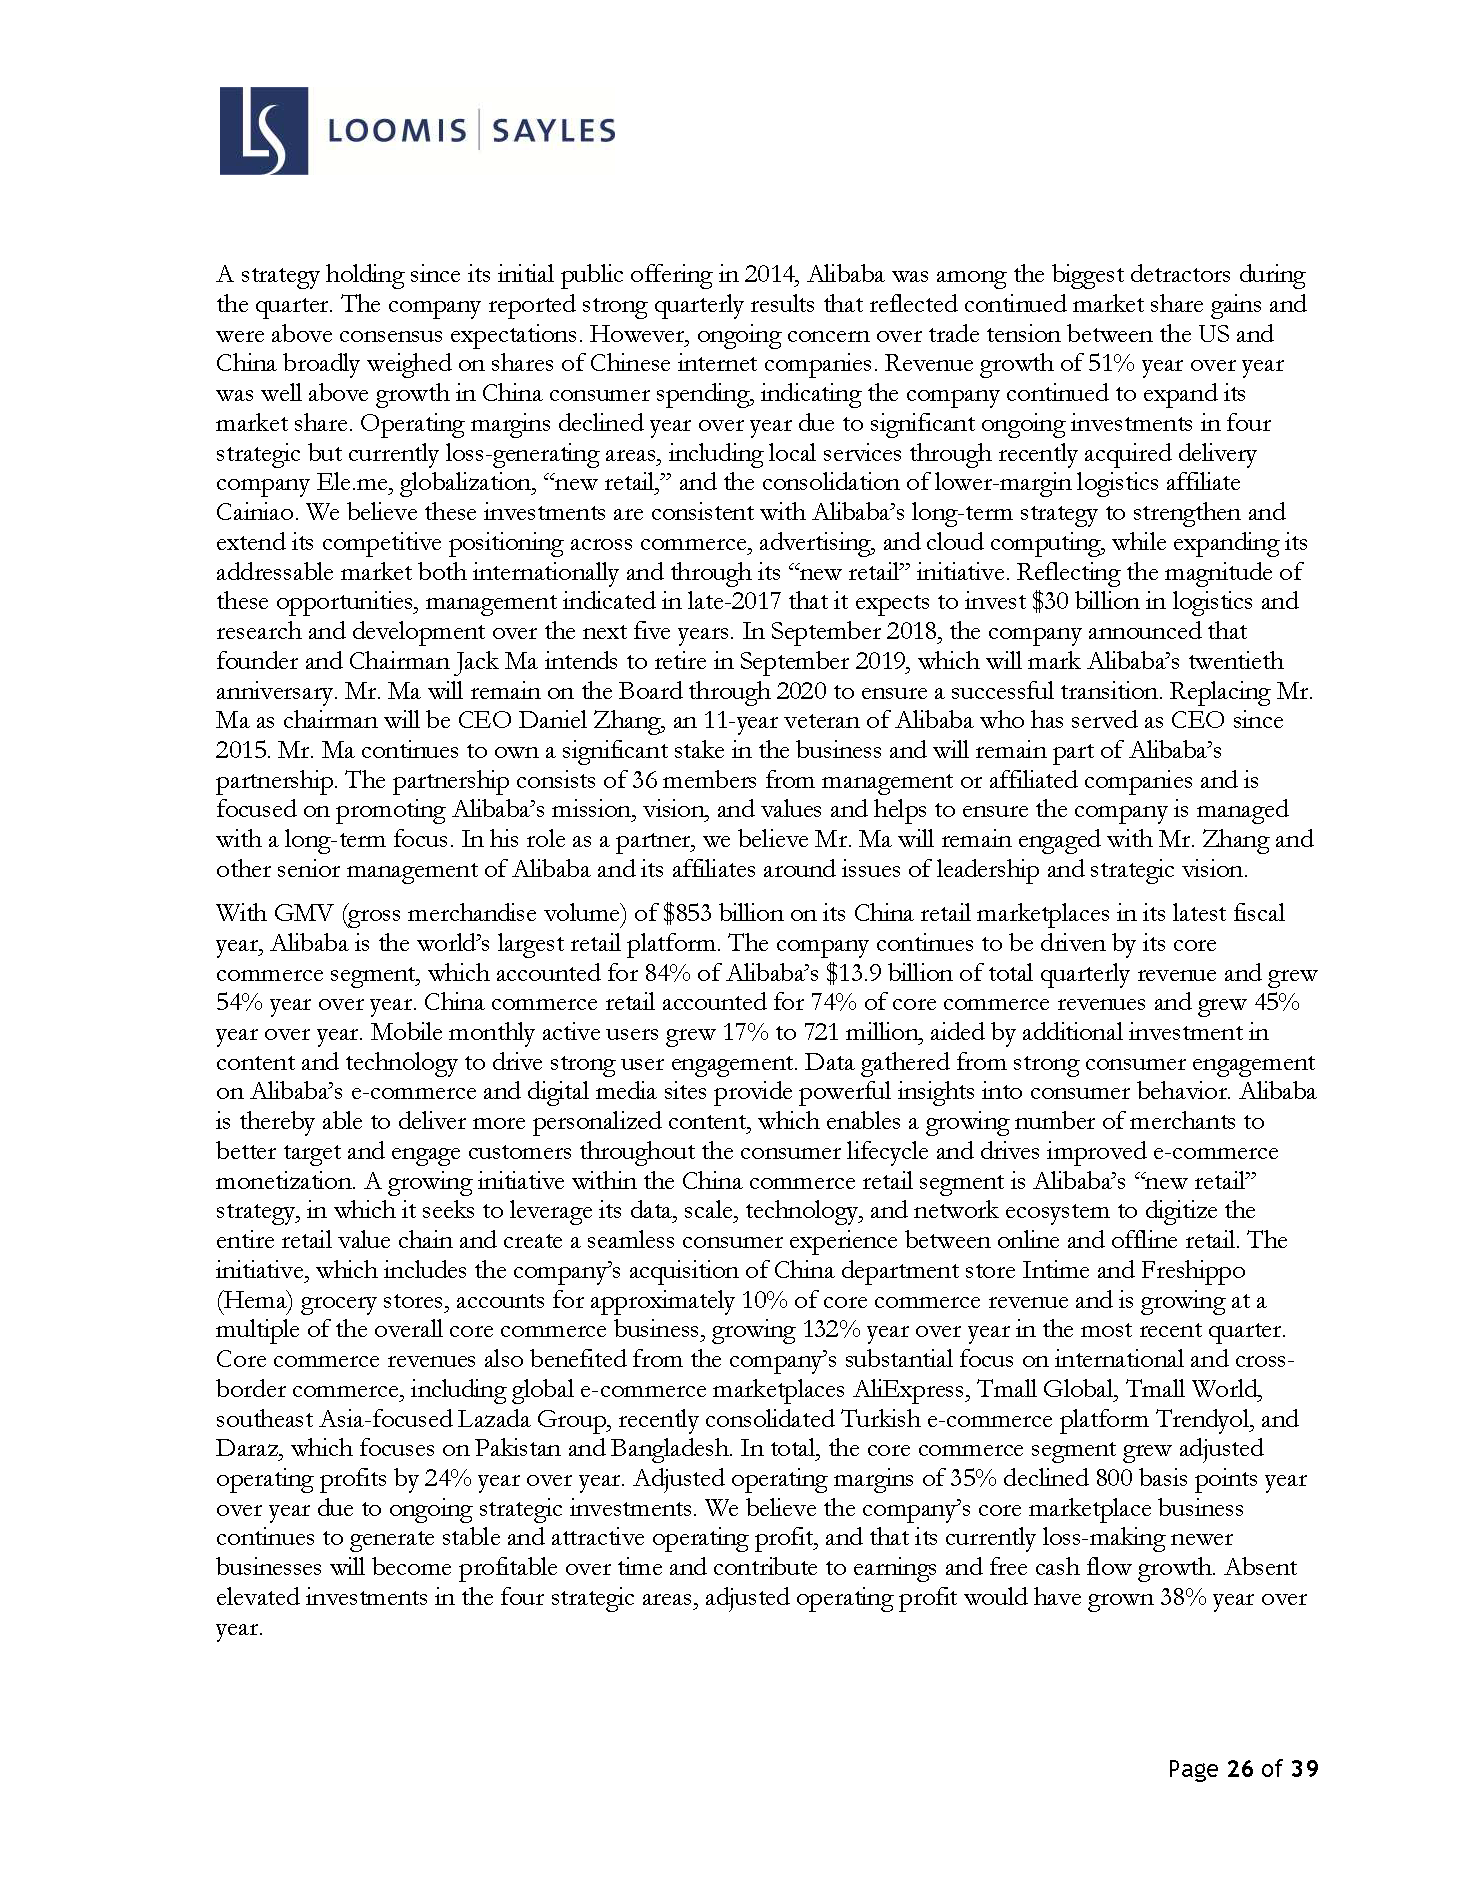 LS LOOMIS | SAYLES
A strategy holding since its initial public offering in 2014, Alibaba was among the biggest detractors during
the quarter. The company reported strong quarterly results that reflected continued market share gains and
were above consensus expectations. However, ongoing concern over trade tension between the US and
China broadly weighed on shares of Chinese internet companies. Revenue growth of 51% year over year
was well above growth in China consumer spending, indicating the company continued to expand its
market share. Operating margins declined year over year due to significant ongoing investments in four
strategic but currently loss-generating areas, including local services through recently acquired delivery
company Ele.me, globalization, “new retail,” and the consolidation of lower-margin logistics affiliate
Cainiao. We believe these investments are consistent with Alibaba’s long-term strategy to strengthen and
extend its competitive positioning across commerce, advertising, and cloud computing, while expanding its
addressable market both internationally and through its “new retail” initiative. Reflecting the magnitude of
these opportunities, management indicated in late-2017 that it expects to invest $30 billion in logistics and
research and development over the next five years. In September 2018, the company announced that
founder and Chairman Jack Ma intends to retire in September 2019, which will mark Alibaba’s twentieth
anniversary. Mr. Ma will remain on the Board through 2020 to ensure a successful transition. Replacing Mr.
Ma as chairman will be CEO Daniel Zhang, an 11-year veteran of Alibaba who has served as CEO since
2015. Mr. Ma continues to own a significant stake in the business and will remain part of Alibaba’s
partnership. The partnership consists of 36 members from management or affiliated companies and is
focused on promoting Alibaba’s mission, vision, and values and helps to ensure the company is managed
with a long-term focus. In his role as a partner, we believe Mr. Ma will remain engaged with Mr. Zhang and
other senior management of Alibaba and its affiliates around issues of leadership and strategic vision.
With GMV (gross merchandise volume) of $853 billion on its China retail marketplaces in its latest fiscal
year, Alibaba is the world’s largest retail platform. The company continues to be driven by its core
commerce segment, which accounted for 84% of Alibaba’s $13.9 billion of total quarterly revenue and grew
54% year over year. China commerce retail accounted for 74% of core commerce revenues and grew 45%
year over year. Mobile monthly active users grew 17% to 721 million, aided by additional investment in
content and technology to drive strong user engagement. Data gathered from strong consumer engagement
on Alibaba’s e-commerce and digital media sites provide powerful insights into consumer behavior. Alibaba
is thereby able to deliver more personalized content, which enables a growing number of merchants to
better target and engage customers throughout the consumer lifecycle and drives improved e-commerce
monetization. A growing initiative within the China commerce retail segment is Alibaba’s “new retail”
strategy, in which it seeks to leverage its data, scale, technology, and network ecosystem to digitize the
entire retail value chain and create a seamless consumer experience between online and offline retail. The
initiative, which includes the company’s acquisition of China department store Intime and Freshippo
(Hema) grocery stores, accounts for approximately 10% of core commerce revenue and is growing at a
multiple of the overall core commerce business, growing 132% year over year in the most recent quarter.
Core commerce revenues also benefited from the company’s substantial focus on international and cross-
border commerce, including global e-commerce marketplaces AliExpress, Tmall Global, Tmall World,
southeast Asia-focused Lazada Group, recently consolidated Turkish e-commerce platform Trendyol, and
Daraz, which focuses on Pakistan and Bangladesh. In total, the core commerce segment grew adjusted
operating profits by 24% year over year. Adjusted operating margins of 35% declined 800 basis points year
over year due to ongoing strategic investments. We believe the company’s core marketplace business
continues to generate stable and attractive operating profit, and that its currently loss-making newer
businesses will become profitable over time and contribute to earnings and free cash flow growth. Absent
elevated investments in the four strategic areas, adjusted operating profit would have grown 38% year over
year.
Page 26 of 39